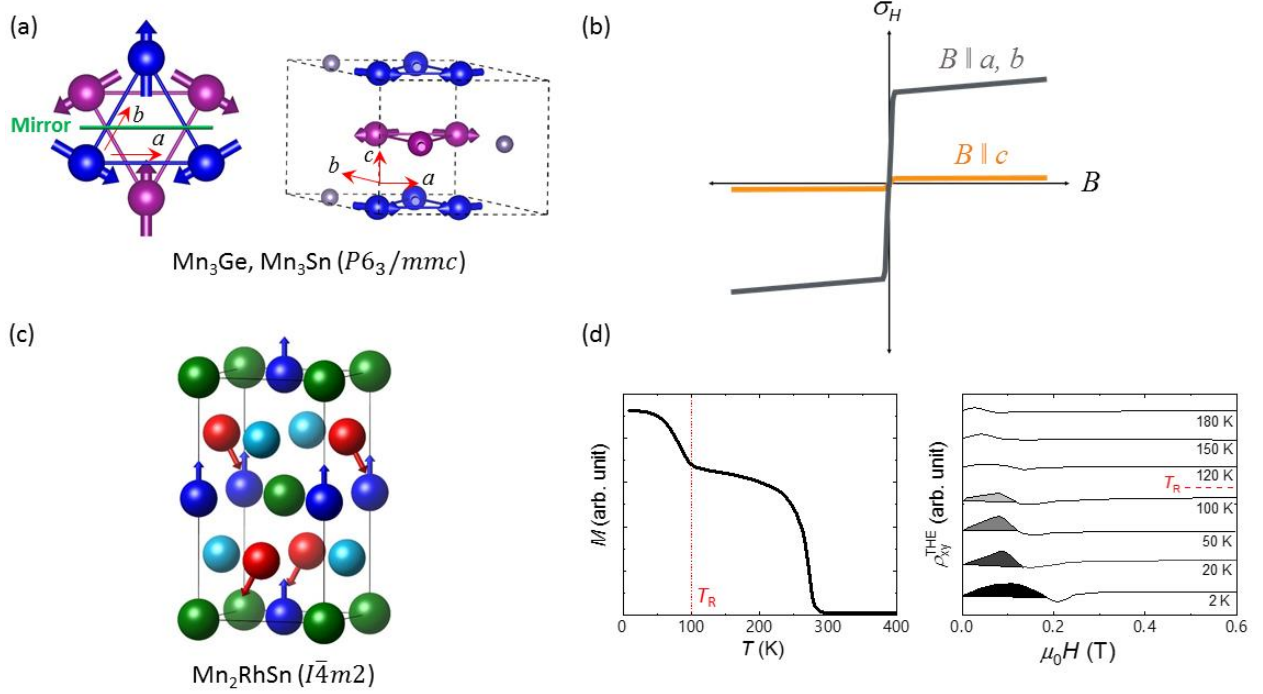 (a)
Mirror
b
a
c
b
a
Mn₃Ge, Mn₃Sn (P6₃/mmc)
(b)
σ_H
B ∥ a, b
B ∥ c
B
(c)
Mn₂RhSn (I4̄m2)
(d)
M (arb. unit)
T_R
0 100 200 300 400
T (K)
ρ_xy^THE (arb. unit)
180 K
150 K
120 K
T_R
100 K
50 K
20 K
2 K
0.0 0.2 0.4 0.6
μ₀H (T)